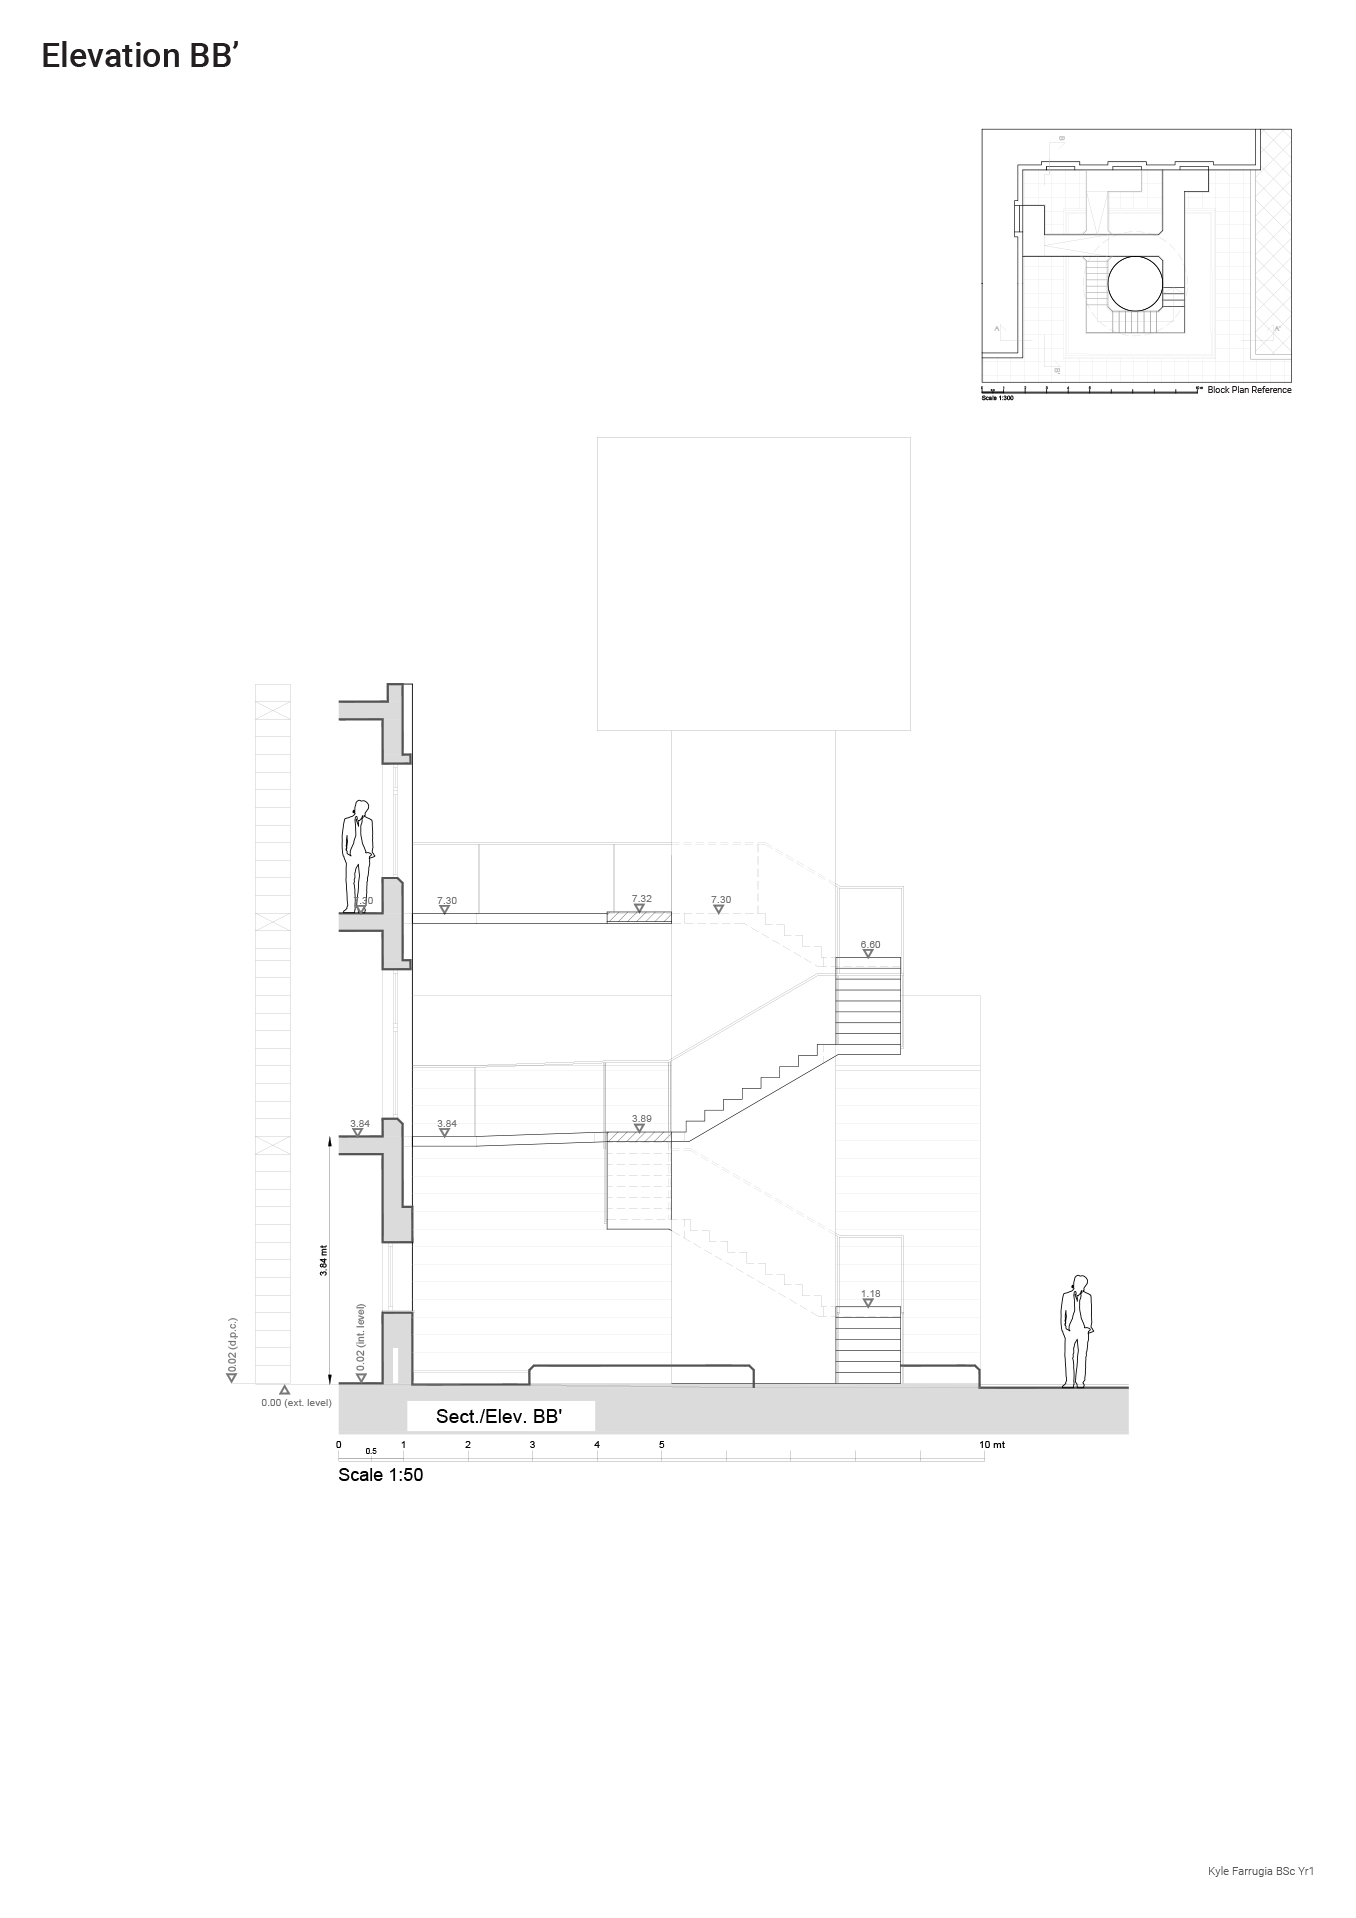 Elevation BB’
B
A
A'
B'
Block Plan Reference
Scale 1:300
7.30
7.30
7.32
7.30
6.60
3.84
3.84
3.89
3.84 mt
1.18
0.02 (d.p.c.)
0.02 (int. level)
0.00 (ext. level)
Sect./Elev. BB'
0 0.5 1 2 3 4 5 10 mt
Scale 1:50
Kyle Farrugia BSc Yr1